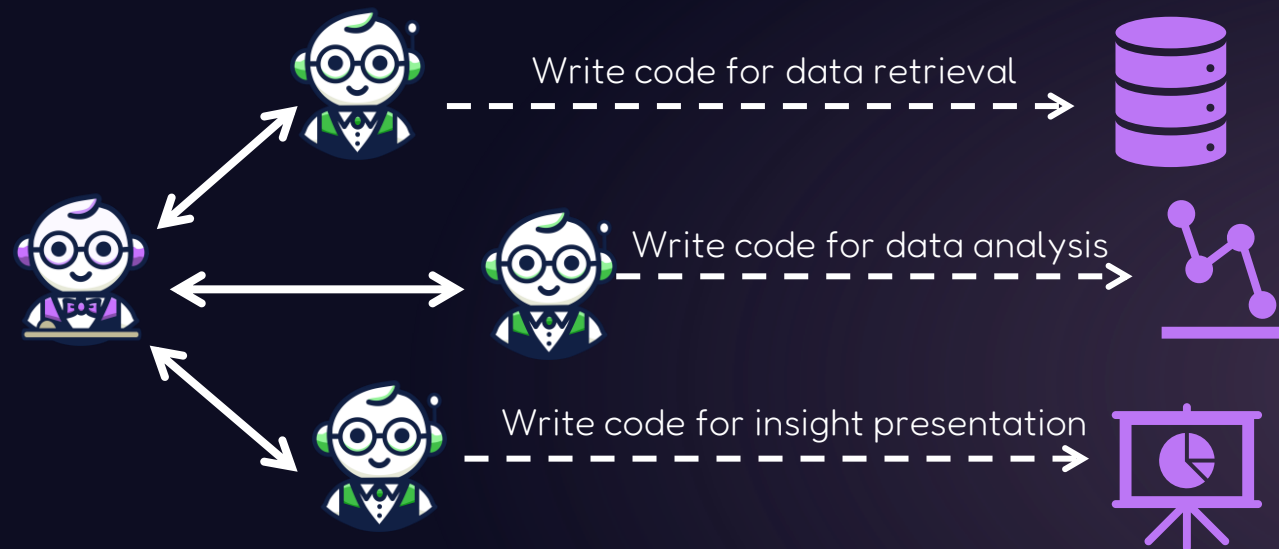 Write code for data retrieval
Write code for data analysis
Write code for insight presentation